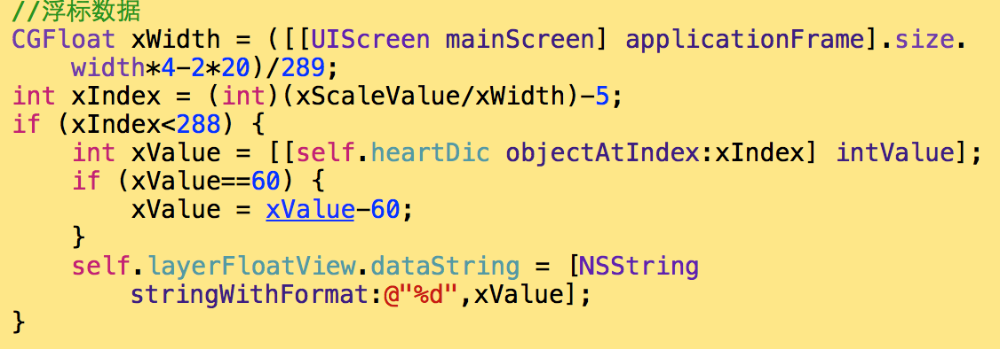 //浮标数据
CGFloat xWidth = ([[UIScreen mainScreen] applicationFrame].size.
width*4-2*20)/289;
int xIndex = (int)(xScaleValue/xWidth)-5;
if (xIndex<288) {
int xValue = [[self.heartDic objectAtIndex:xIndex] intValue];
if (xValue==60) {
xValue = xValue-60;
}
self.layerFloatView.dataString = [NSString
stringWithFormat:@"%d",xValue];
}